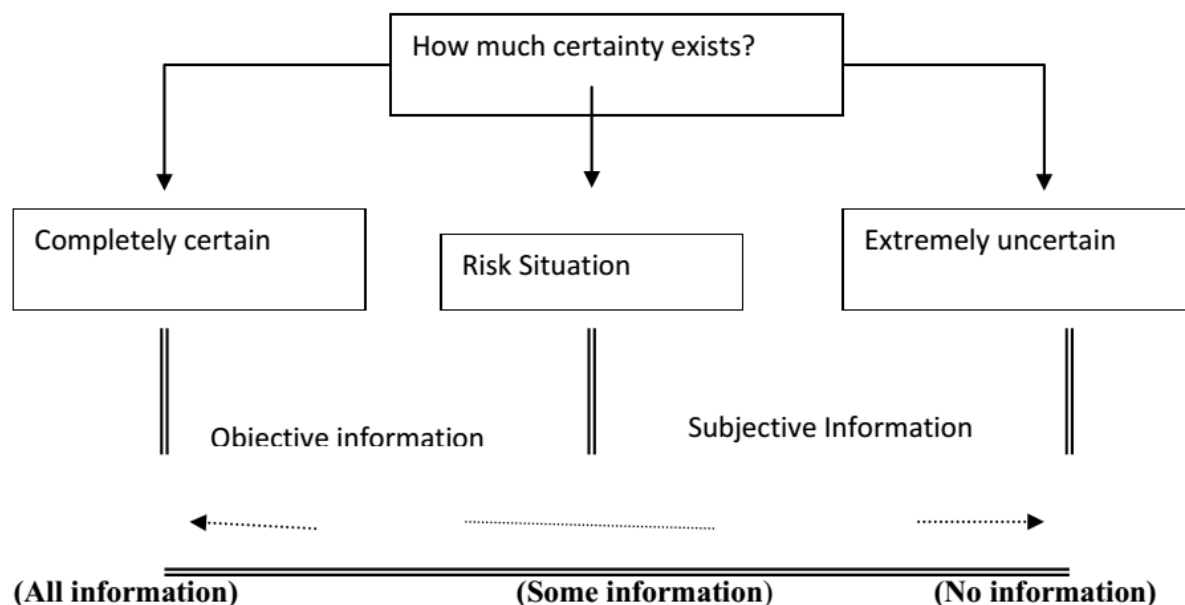 How much certainty exists?
Completely certain
Risk Situation
Extremely uncertain
Objective information
Subjective Information
(All information)
(Some information)
(No information)